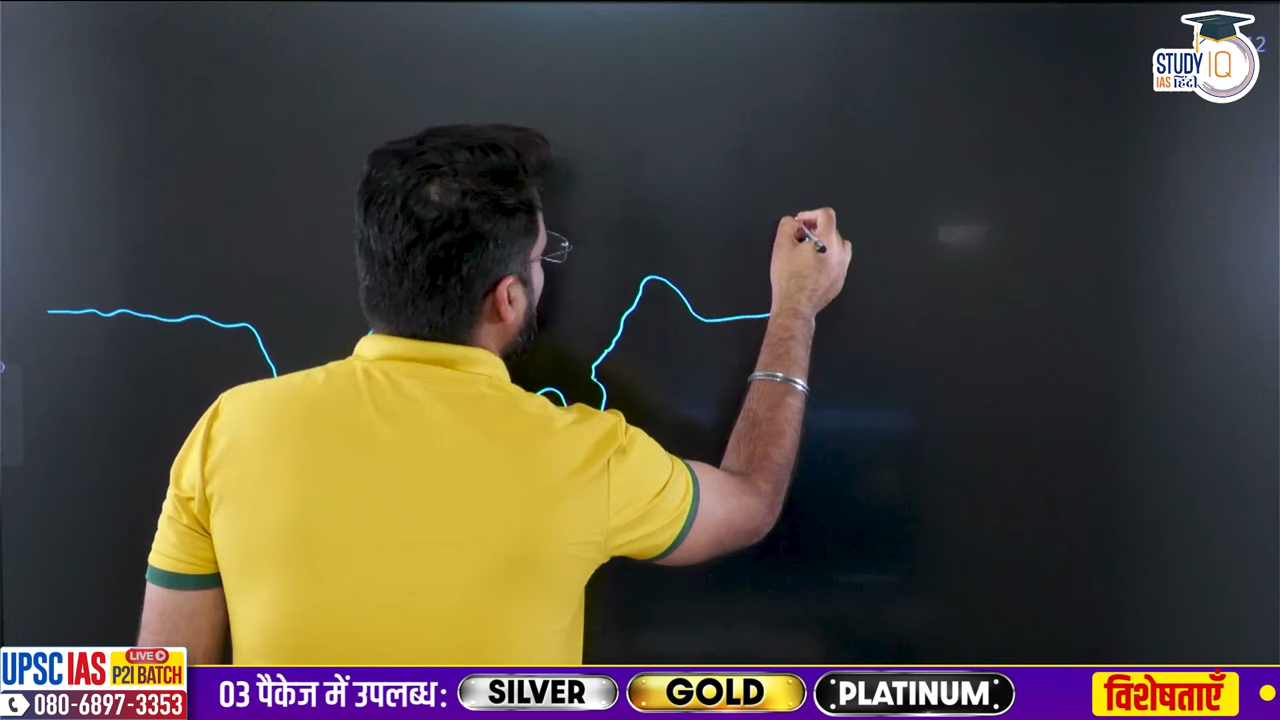 STUDY IQ
IAS हिंदी
UPSC IAS LIVE P2I BATCH
080-6897-3353
03 पैकेज में उपलब्ध: SILVER GOLD PLATINUM विशेषताएँ